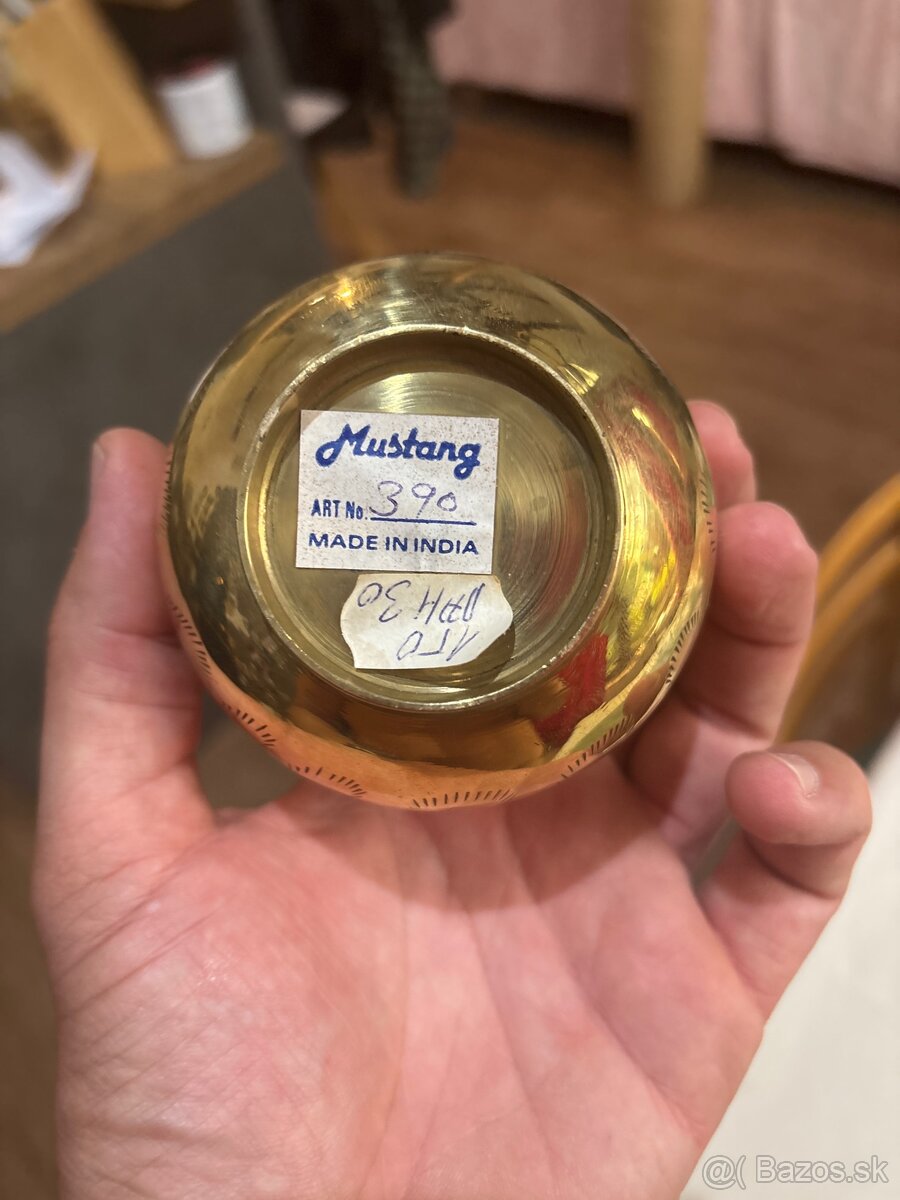 Mustang
ART No. 390
MADE IN INDIA
@( Bazos.sk